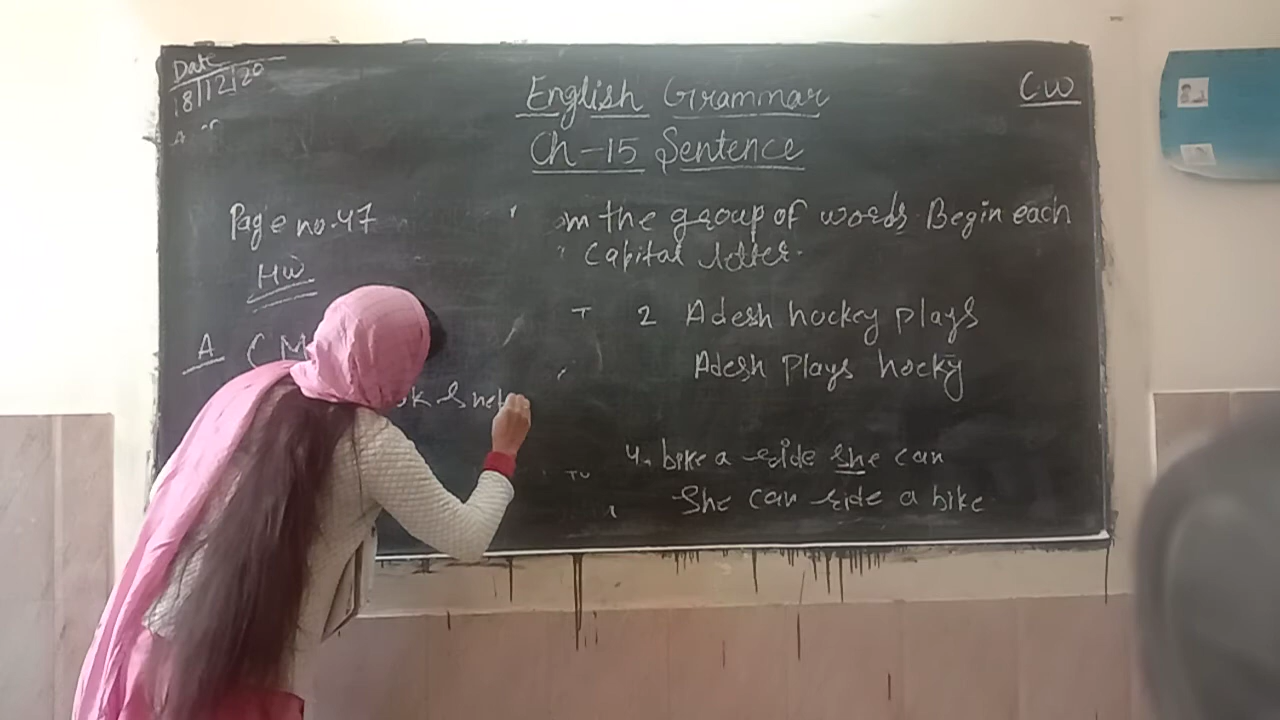 Date
18/12/20
English Grammar
CW
Ch-15 Sentence
Page no. 47
HW
the group of words. Begin each
Capital letter.
A
2 Adesh hockey plays
Adesh plays hocky
4. bike a ride she can
She can ride a bike